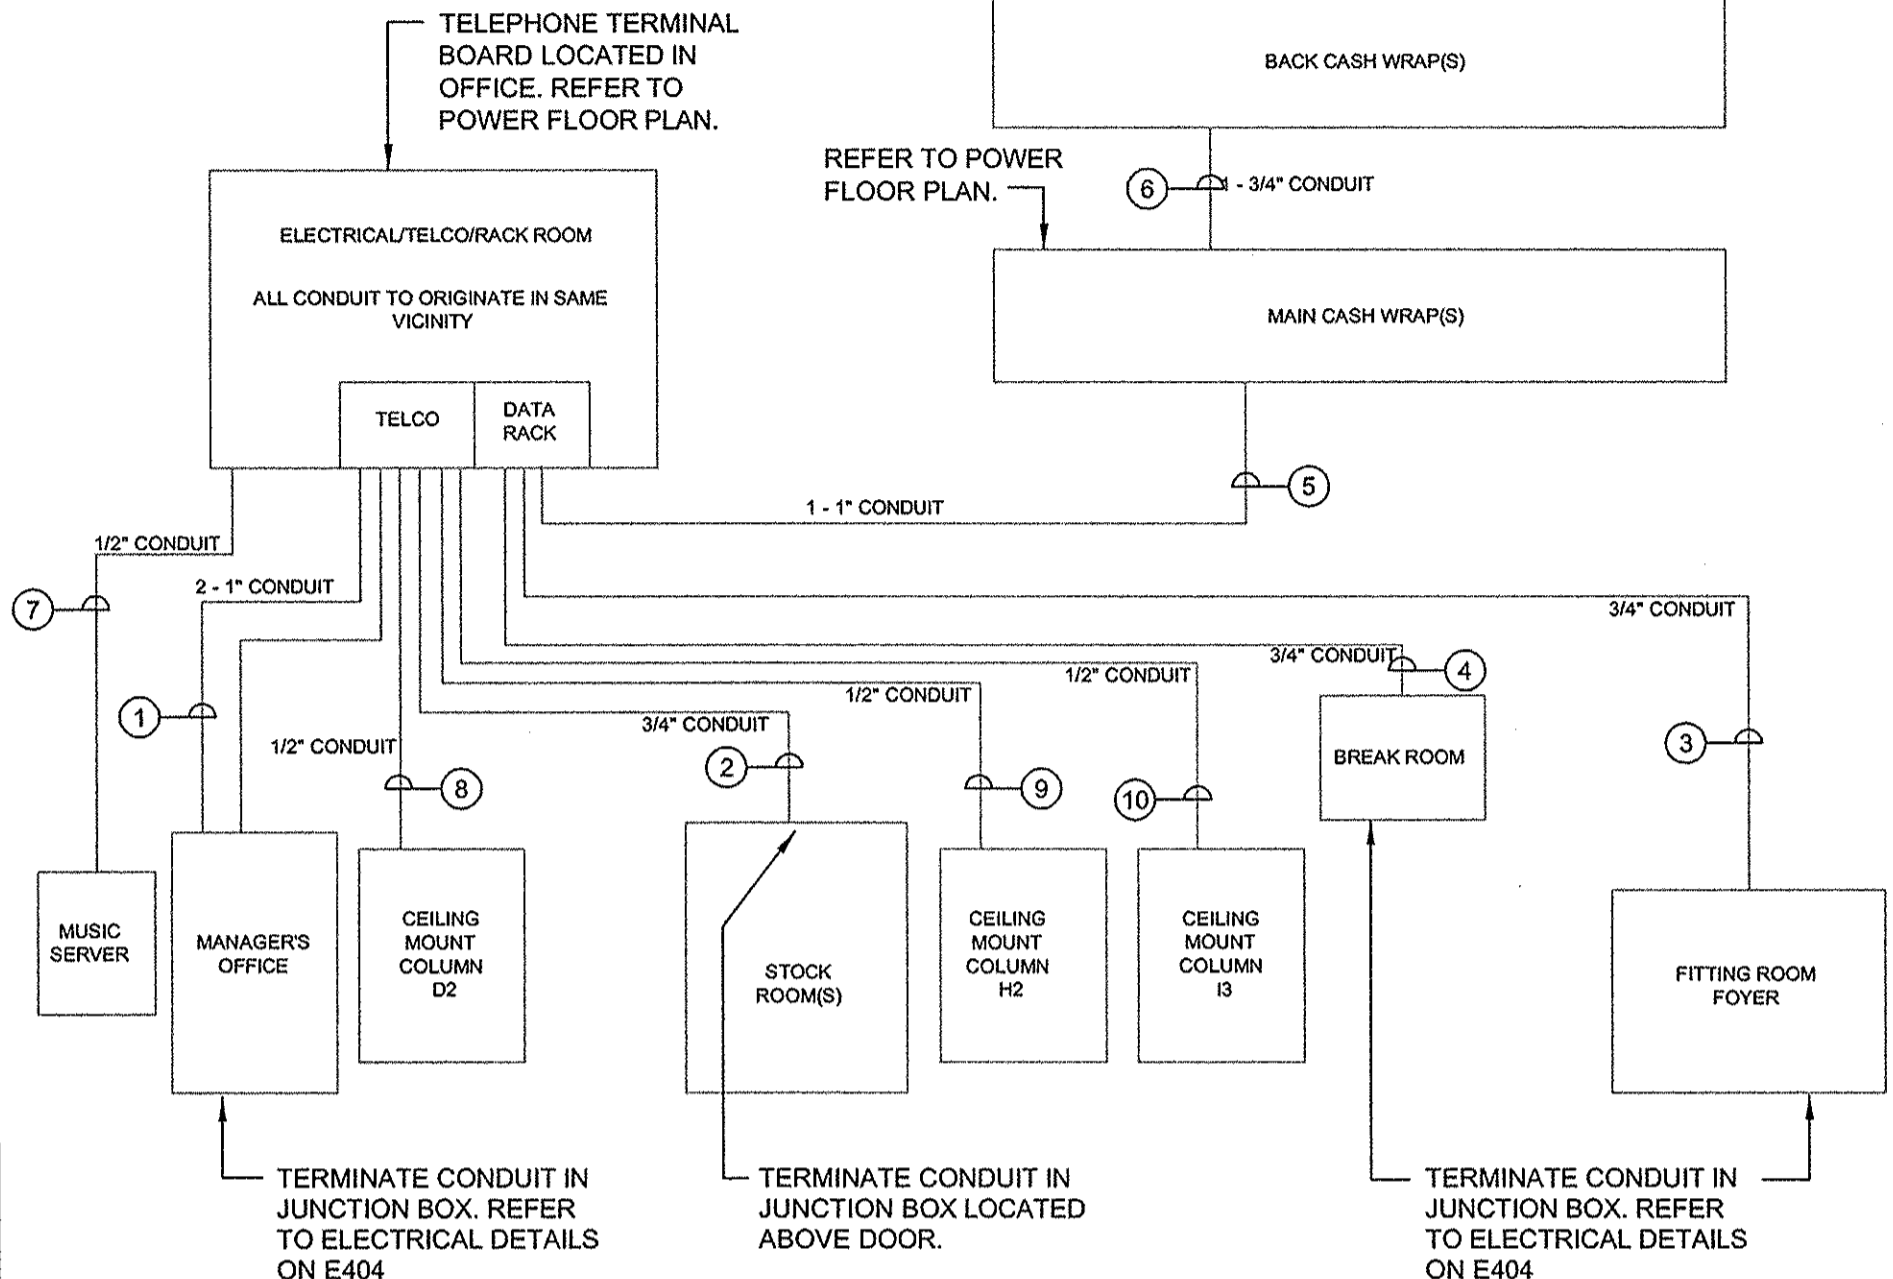 TELEPHONE TERMINAL
BOARD LOCATED IN
OFFICE. REFER TO
POWER FLOOR PLAN.
BACK CASH WRAP(S)
REFER TO POWER
FLOOR PLAN.
6
1 - 3/4" CONDUIT
ELECTRICAL/TELCO/RACK ROOM
ALL CONDUIT TO ORIGINATE IN SAME
VICINITY
MAIN CASH WRAP(S)
TELCO
DATA
RACK
5
1 - 1" CONDUIT
1/2" CONDUIT
7
2 - 1" CONDUIT
3/4" CONDUIT
3/4" CONDUIT
4
1/2" CONDUIT
1/2" CONDUIT
1
3/4" CONDUIT
1/2" CONDUIT
2
3
8
9
10
BREAK ROOM
MUSIC
SERVER
MANAGER'S
OFFICE
CEILING
MOUNT
COLUMN
D2
STOCK
ROOM(S)
CEILING
MOUNT
COLUMN
H2
CEILING
MOUNT
COLUMN
I3
FITTING ROOM
FOYER
TERMINATE CONDUIT IN
JUNCTION BOX. REFER
TO ELECTRICAL DETAILS
ON E404
TERMINATE CONDUIT IN
JUNCTION BOX LOCATED
ABOVE DOOR.
TERMINATE CONDUIT IN
JUNCTION BOX. REFER
TO ELECTRICAL DETAILS
ON E404